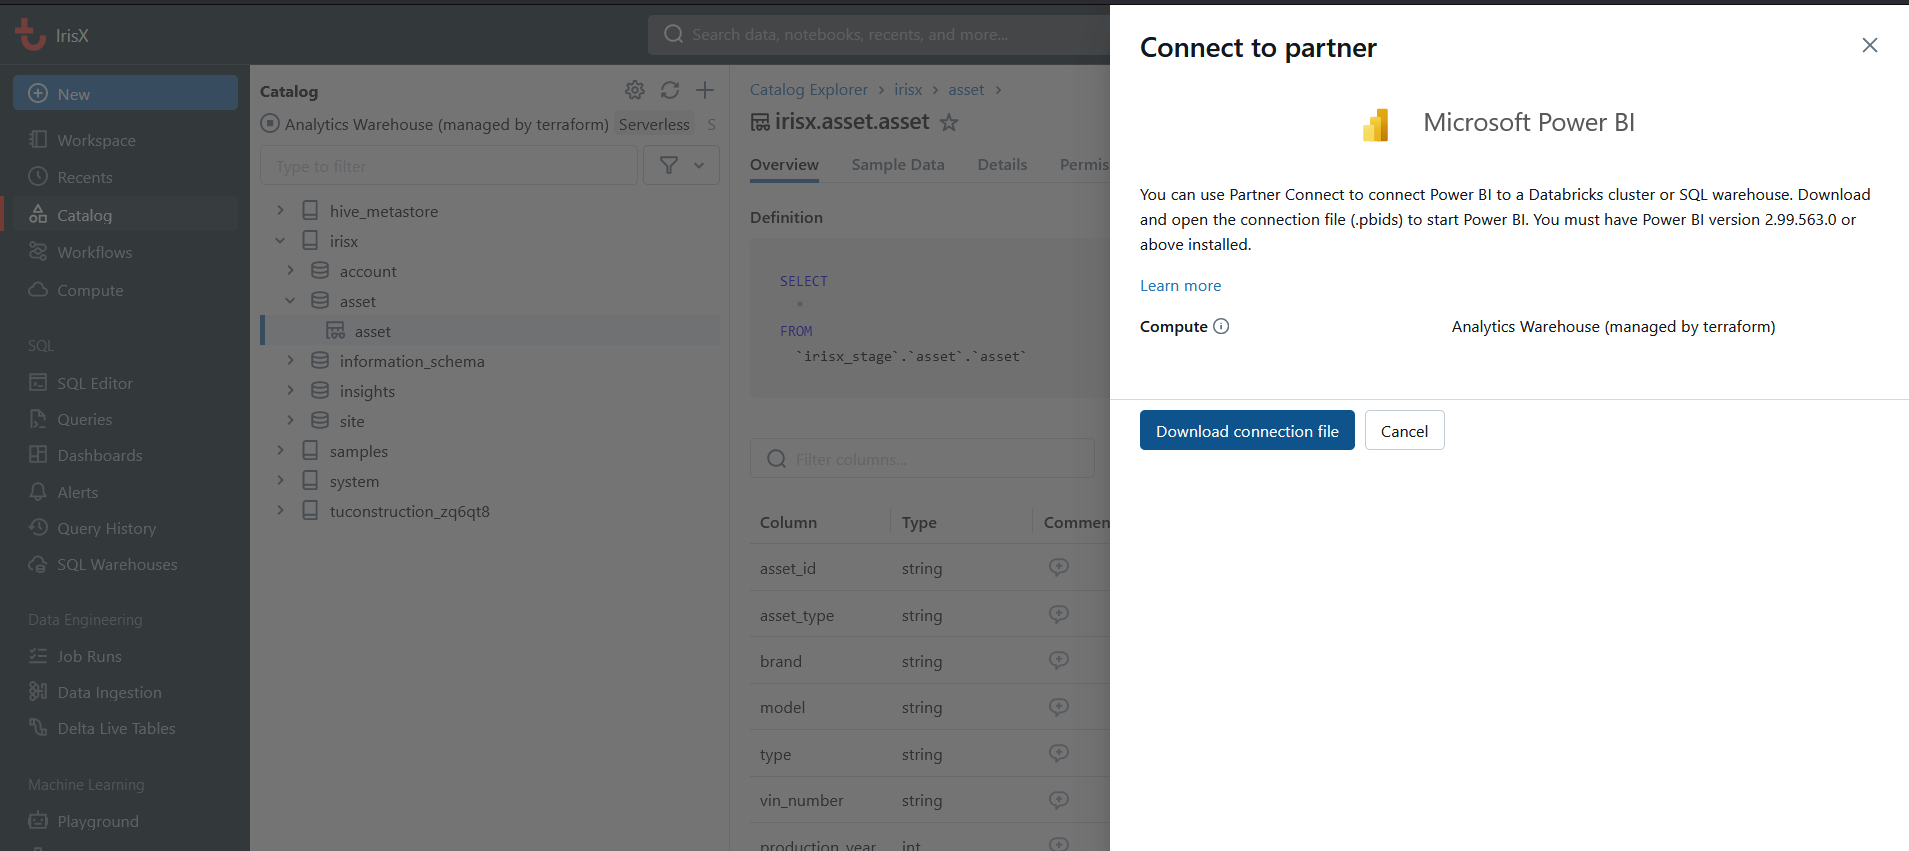 IrisX
Search data, notebooks, recents, and more...
New
Workspace
Recents
Catalog
Workflows
Compute
SQL
SQL Editor
Queries
Dashboards
Alerts
Query History
SQL Warehouses
Data Engineering
Job Runs
Data Ingestion
Delta Live Tables
Machine Learning
Playground
Catalog
Analytics Warehouse (managed by terraform) Serverless S
Type to filter
hive_metastore
irisx
account
asset
asset
information_schema
insights
site
samples
system
tuconstruction_zq6qt8
Catalog Explorer > irisx > asset >
irisx.asset.asset
Overview Sample Data Details Permis
Definition
SELECT
*
FROM
`irisx_stage`.`asset`.`asset`
Filter columns...
Column Type Commen
asset_id string
asset_type string
brand string
model string
type string
vin_number string
production_year int
Connect to partner
Microsoft Power BI
You can use Partner Connect to connect Power BI to a Databricks cluster or SQL warehouse. Download
and open the connection file (.pbids) to start Power BI. You must have Power BI version 2.99.563.0 or
above installed.
Learn more
Compute Analytics Warehouse (managed by terraform)
Download connection file Cancel